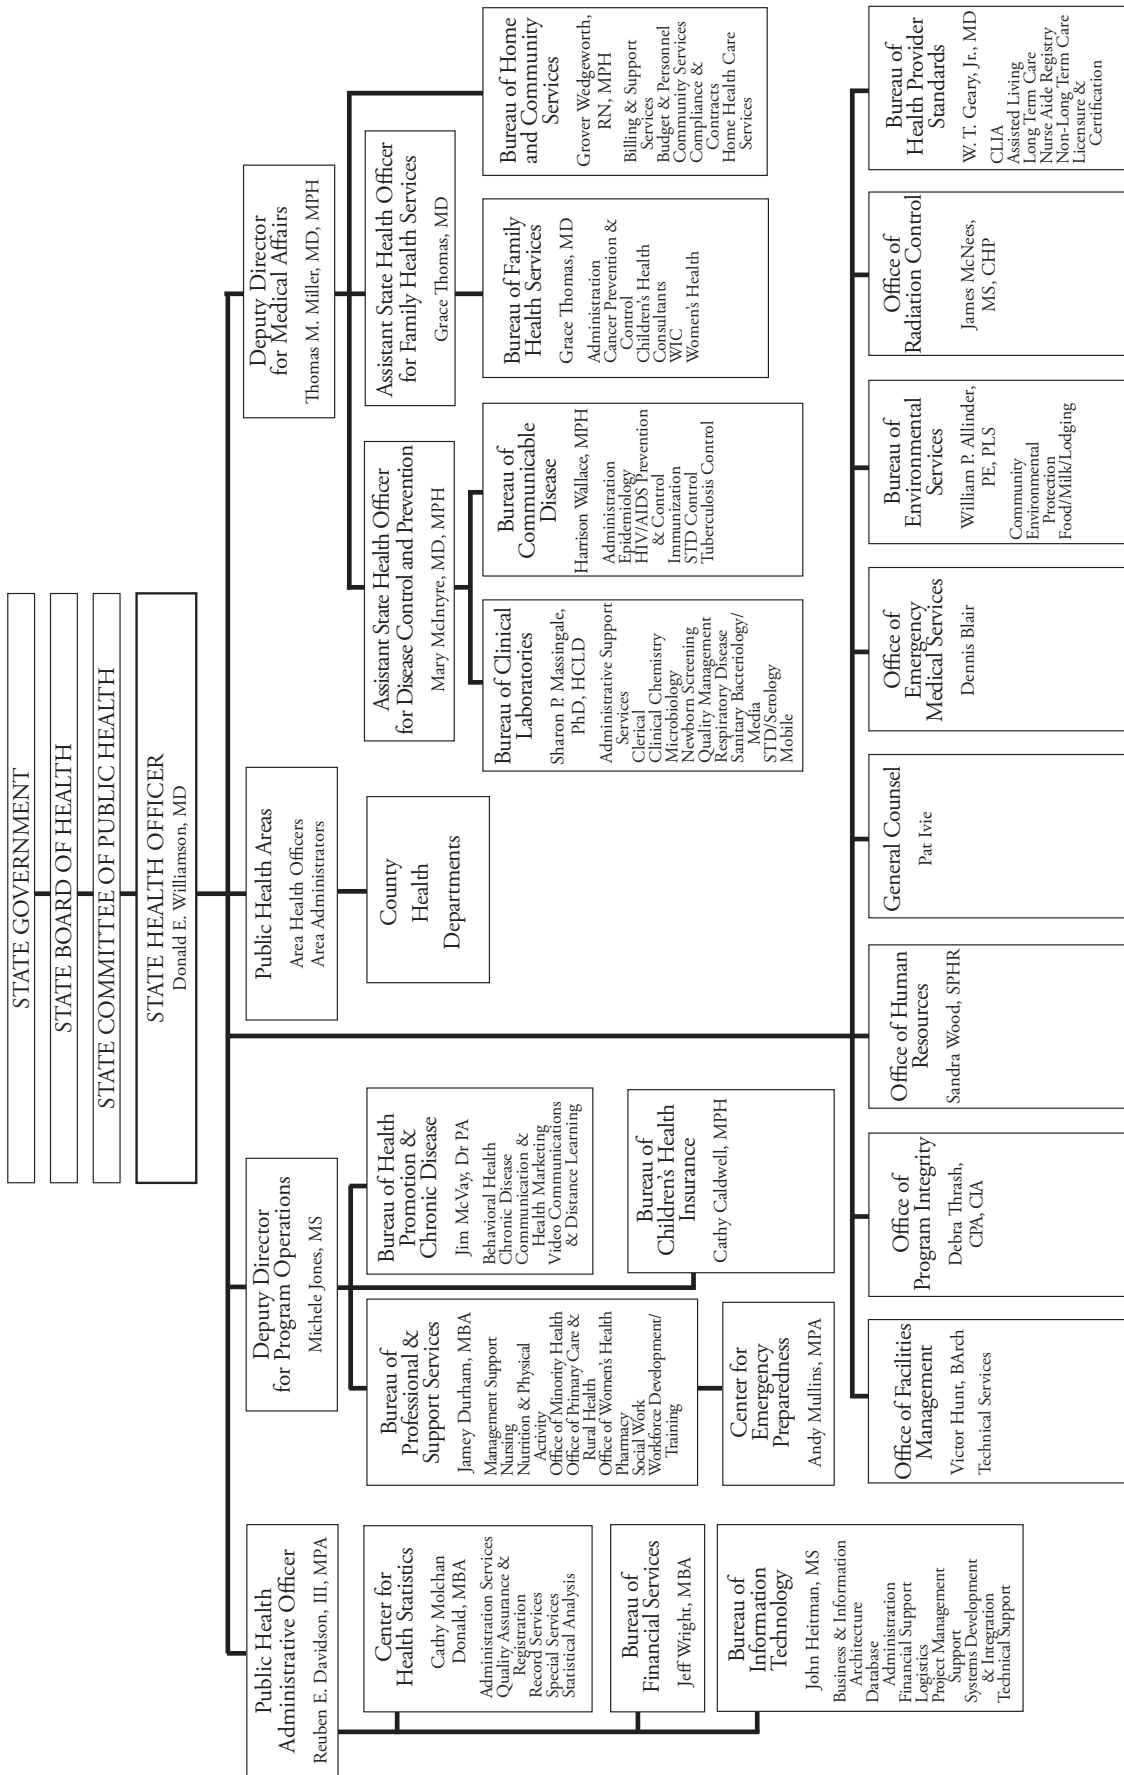 STATE GOVERNMENT
STATE BOARD OF HEALTH
STATE COMMITTEE OF PUBLIC HEALTH
STATE HEALTH OFFICER
Donald E. Williamson, MD
Public Health
Administrative Officer
Reuben E. Davidson, III, MPA
Center for
Health Statistics
Cathy Molchan
Donald, MBA
Administration Services
Quality Assurance &
Registration
Record Services
Special Services
Statistical Analysis
Bureau of
Financial Services
Jeff Wright, MBA
Bureau of
Information
Technology
John Heitman, MS
Business & Information
Architecture
Database
Administration
Financial Support
Logistics
Project Management
Support
Systems Development
& Integration
Technical Support
Deputy Director
for Program Operations
Michele Jones, MS
Bureau of
Professional &
Support Services
Jamey Durham, MBA
Management Support
Nursing
Nutrition & Physical
Activity
Office of Minority Health
Office of Primary Care &
Rural Health
Office of Women's Health
Pharmacy
Social Work
Workforce Development/
Training
Center for
Emergency
Preparedness
Andy Mullins, MPA
Bureau of Health
Promotion &
Chronic Disease
Jim McVay, Dr PA
Behavioral Health
Chronic Disease
Communication &
Health Marketing
Video Communications
& Distance Learning
Bureau of
Children's Health
Insurance
Cathy Caldwell, MPH
Public Health Areas
Area Health Officers
Area Administrators
County
Health
Departments
Deputy Director
for Medical Affairs
Thomas M. Miller, MD, MPH
Assistant State Health Officer
for Disease Control and Prevention
Mary McIntyre, MD, MPH
Bureau of Clinical
Laboratories
Sharon P. Massingale,
PhD, HCLD
Administrative Support
Services
Clerical
Clinical Chemistry
Microbiology
Newborn Screening
Quality Management
Respiratory Disease
Sanitary Bacteriology/
Media
STD/Serology
Mobile
Bureau of
Communicable
Disease
Harrison Wallace, MPH
Administration
Epidemiology
HIV/AIDS Prevention
& Control
Immunization
STD Control
Tuberculosis Control
Assistant State Health Officer
for Family Health Services
Grace Thomas, MD
Bureau of Family
Health Services
Grace Thomas, MD
Administration
Cancer Prevention &
Control
Children's Health
Consultants
WIC
Women's Health
Bureau of Home
and Community
Services
Grover Wedgeworth,
RN, MPH
Billing & Support
Services
Budget & Personnel
Community Services
Compliance &
Contracts
Home Health Care
Services
Office of Facilities
Management
Victor Hunt, BArch
Technical Services
Office of
Program Integrity
Debra Thrash,
CPA, CIA
Office of Human
Resources
Sandra Wood, SPHR
General Counsel
Pat Ivie
Office of
Emergency
Medical Services
Dennis Blair
Bureau of
Environmental
Services
William P. Allinder,
PE, PLS
Community
Environmental
Protection
Food/Milk/Lodging
Office of
Radiation Control
James McNees,
MS, CHP
Bureau of
Health Provider
Standards
W. T. Geary, Jr., MD
CLIA
Assisted Living
Long Term Care
Nurse Aide Registry
Non-Long Term Care
Licensure &
Certification